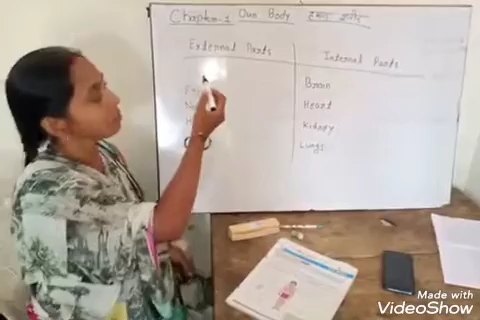 Chapter-1 Our Body हमारा शरीर
External Parts
Internal Parts
Brain
Heart
Kidney
Lungs
Made with
VideoShow